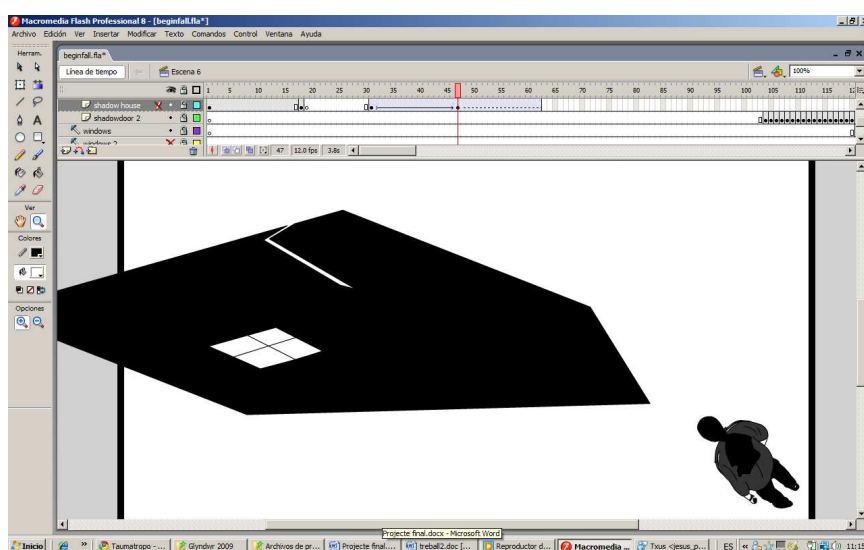 Macromedia Flash Professional 8 - [beginfall.fla*]
Archivo Edición Ver Insertar Modificar Texto Comandos Control Ventana Ayuda
Herram.
beginfall.fla*
Línea de tiempo
Escena 6
100%
1 5 10 15 20 25 30 35 40 45 50 55 60 65 70 75 80 85 90 95 100 105 110 115
shadow house
shadowdoor 2
windows
windows 2
47 12.0 fps 3.8s
Ver
Colores
Opciones
Projecte final.docx - Microsoft Word
Inicio
Taumatropo - ...
Glyndwr 2009
Archivos de pr...
Projecte final....
treball2.doc [...
Reproductor d...
Macromedia ...
Txus <jesus_p...
ES